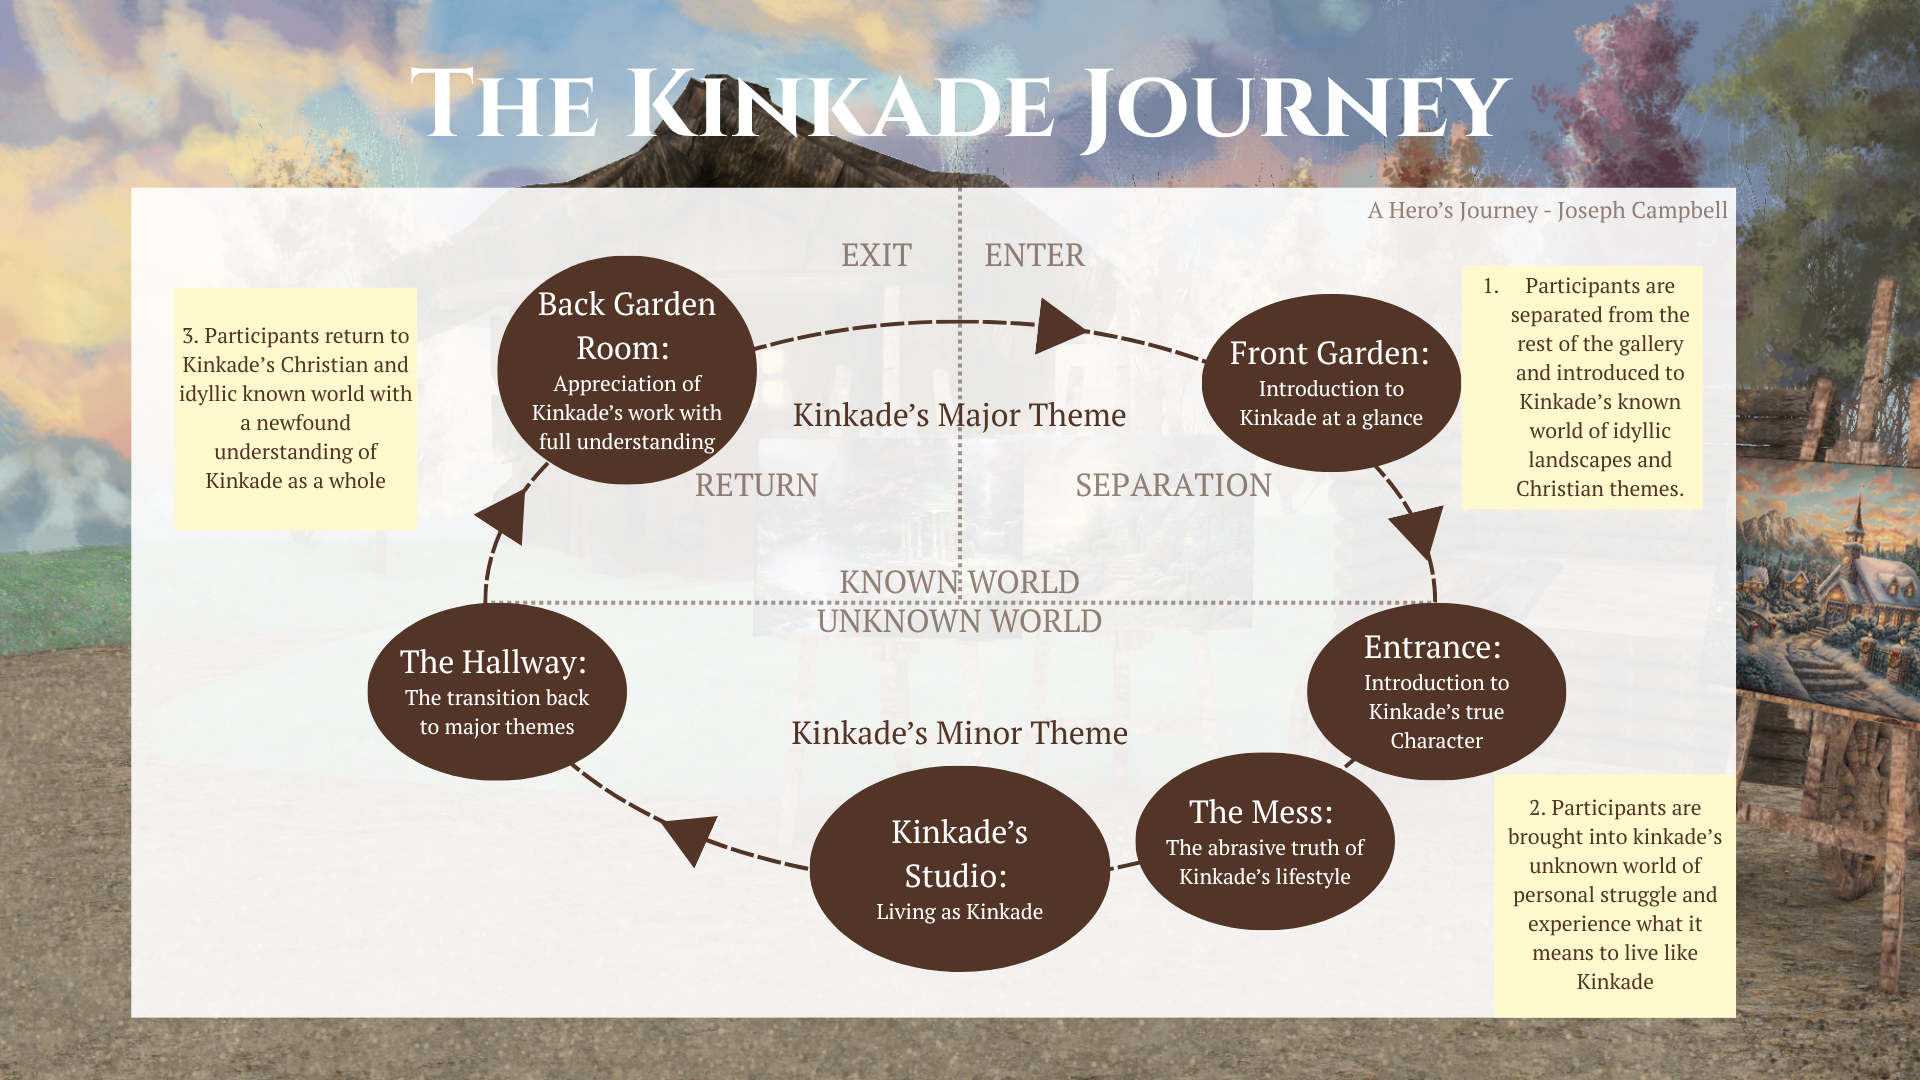 The Kinkade Journey
A Hero's Journey - Joseph Campbell
EXIT
ENTER
Back Garden
Room:
Appreciation of
Kinkade's work with
full understanding
Front Garden:
Introduction to
Kinkade at a glance
1. Participants are
separated from the
rest of the gallery
and introduced to
Kinkade's known
world of idyllic
landscapes and
Christian themes.
3. Participants return to
Kinkade's Christian and
idyllic known world with
a newfound
understanding of
Kinkade as a whole
Kinkade's Major Theme
RETURN
SEPARATION
KNOWN WORLD
UNKNOWN WORLD
The Hallway:
The transition back
to major themes
Entrance:
Introduction to
Kinkade's true
Character
Kinkade's Minor Theme
Kinkade's
Studio:
Living as Kinkade
The Mess:
The abrasive truth of
Kinkade's lifestyle
2. Participants are
brought into kinkade's
unknown world of
personal struggle and
experience what it
means to live like
Kinkade